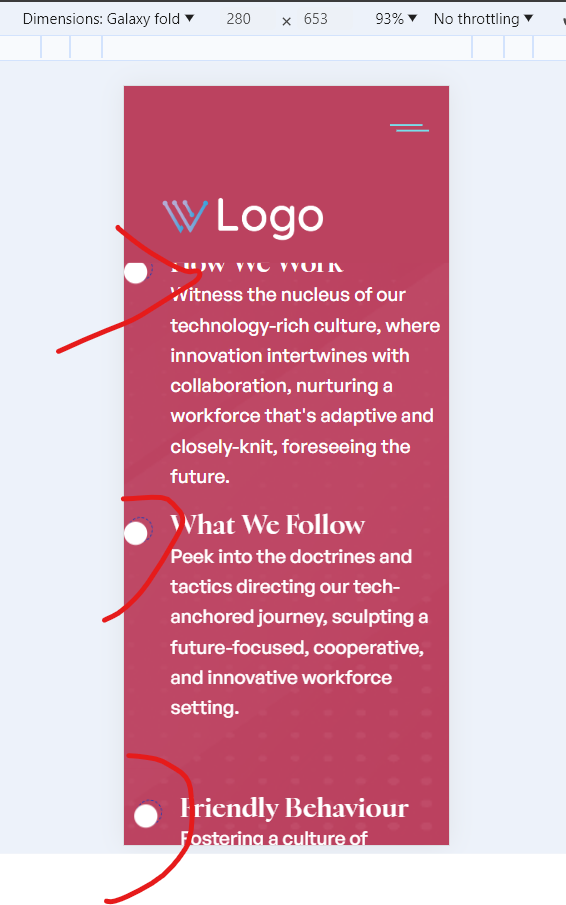 Dimensions: Galaxy fold ▼ 280 × 653 93% ▼ No throttling ▼
Logo
How We Work
Witness the nucleus of our
technology-rich culture, where
innovation intertwines with
collaboration, nurturing a
workforce that's adaptive and
closely-knit, foreseeing the
future.
What We Follow
Peek into the doctrines and
tactics directing our tech-
anchored journey, sculpting a
future-focused, cooperative,
and innovative workforce
setting.
Friendly Behaviour
Fostering a culture of